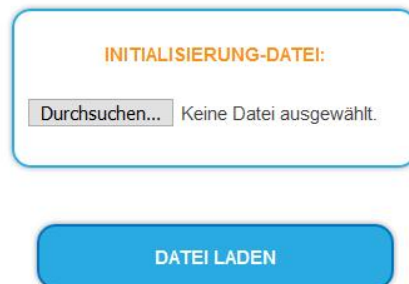 INITIALISIERUNG-DATEI:
Durchsuchen... Keine Datei ausgewählt.
DATEI LADEN